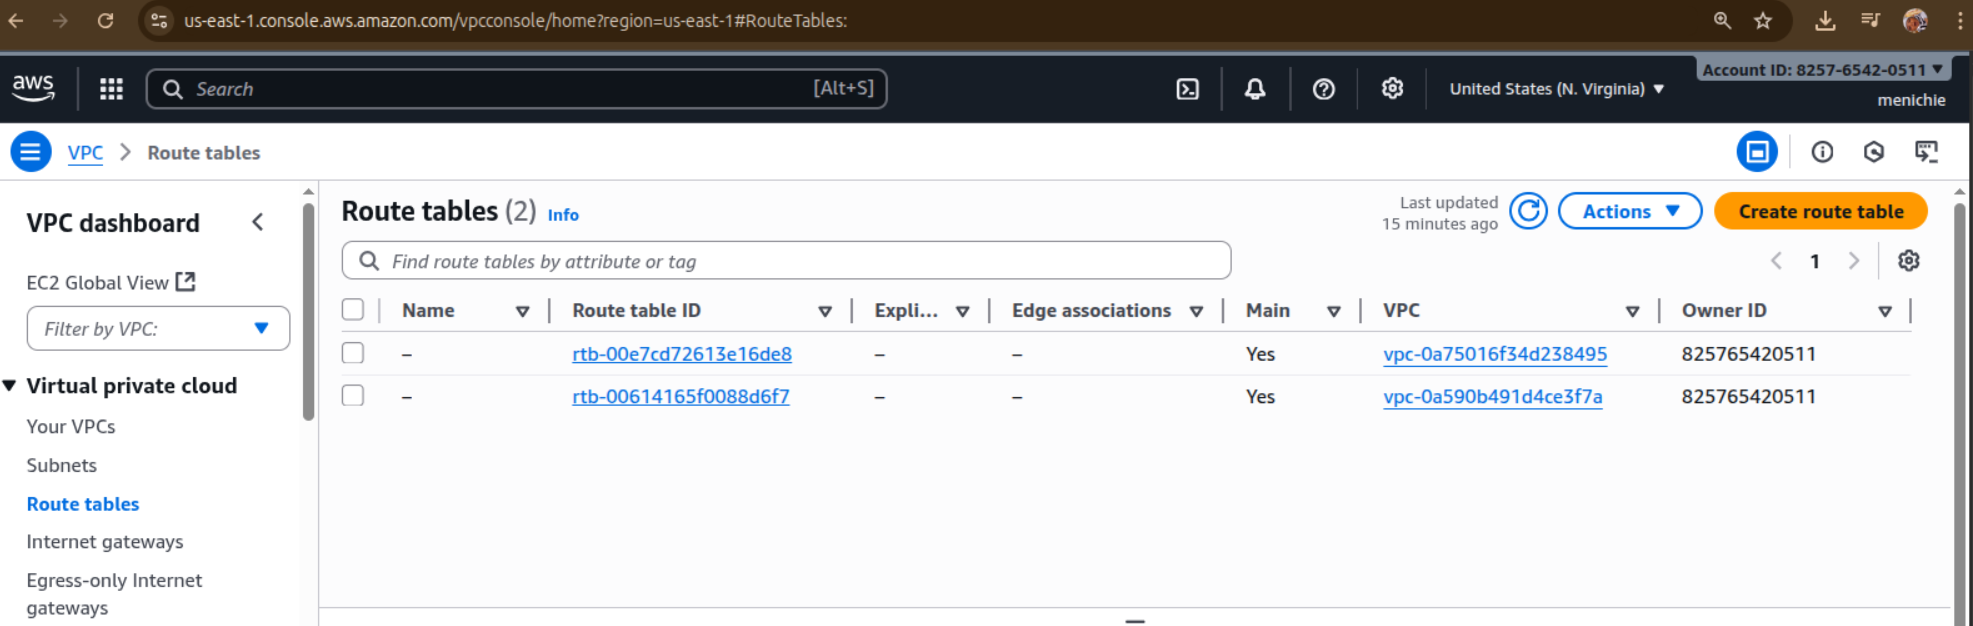 us-east-1.console.aws.amazon.com/vpcconsole/home?region=us-east-1#RouteTables:
aws
Search
[Alt+S]
United States (N. Virginia)
Account ID: 8257-6542-0511
menichie
VPC
Route tables
VPC dashboard
EC2 Global View
Filter by VPC:
Virtual private cloud
Your VPCs
Subnets
Route tables
Internet gateways
Egress-only Internet
gateways
Route tables (2) Info
Last updated
15 minutes ago
Actions
Create route table
Find route tables by attribute or tag
1
Name Route table ID Expli... Edge associations Main VPC Owner ID
– rtb-00e7cd72613e16de8 – – Yes vpc-0a75016f34d238495 825765420511
– rtb-00614165f0088d6f7 – – Yes vpc-0a590b491d4ce3f7a 825765420511